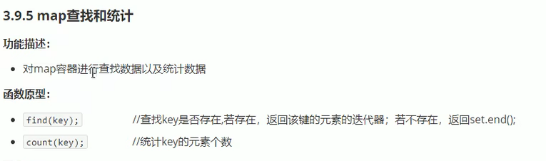 3.9.5 map查找和统计
功能描述：
对map容器进行查找数据以及统计数据
函数原型：
find(key); //查找key是否存在,若存在，返回该键的元素的迭代器；若不存在，返回set.end();
count(key); //统计key的元素个数